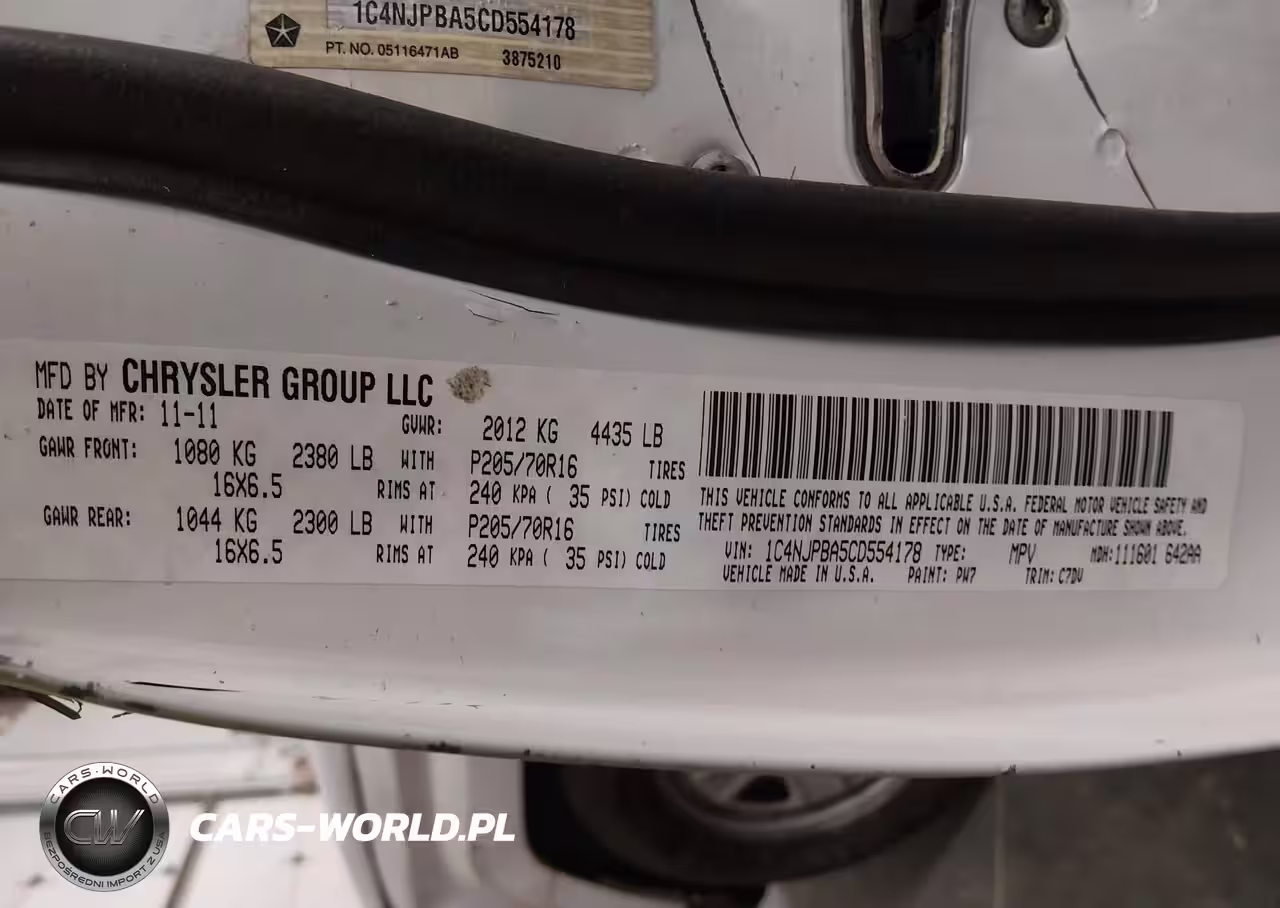 1C4NJPBA5CD554178
PT. NO. 05116471AB 3875210
MFD BY CHRYSLER GROUP LLC
DATE OF MFR: 11-11 GVWR: 2012 KG 4435 LB
GAWR FRONT: 1080 KG 2380 LB WITH P205/70R16 TIRES
16X6.5 RIMS AT 240 KPA ( 35 PSI) COLD
GAWR REAR: 1044 KG 2300 LB WITH P205/70R16 TIRES
16X6.5 RIMS AT 240 KPA ( 35 PSI) COLD
THIS VEHICLE CONFORMS TO ALL APPLICABLE U.S.A. FEDERAL MOTOR VEHICLE SAFETY AND
THEFT PREVENTION STANDARDS IN EFFECT ON THE DATE OF MANUFACTURE SHOWN ABOVE.
VIN: 1C4NJPBA5CD554178 TYPE: MPV MDH:111601 642AA
VEHICLE MADE IN U.S.A. PAINT: PW7 TRIM: C7DV
CARS-WORLD
CW
BEZPOŚREDNI IMPORT Z USA
CARS-WORLD.PL